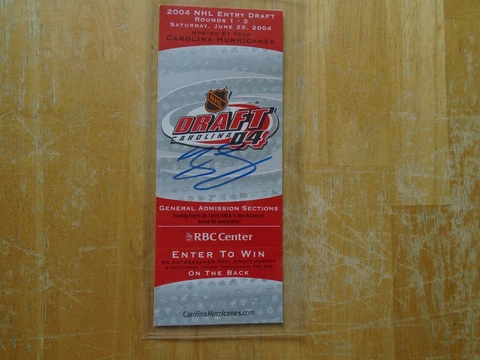 2004 NHL Entry Draft
Rounds 1 - 3
Saturday, June 26, 2004
Hosted By Your
Carolina Hurricanes
NHL
DRAFT
CAROLINA 04
General Admission Sections
RBC Center
Enter To Win
On The Back
CarolinaHurricanes.com